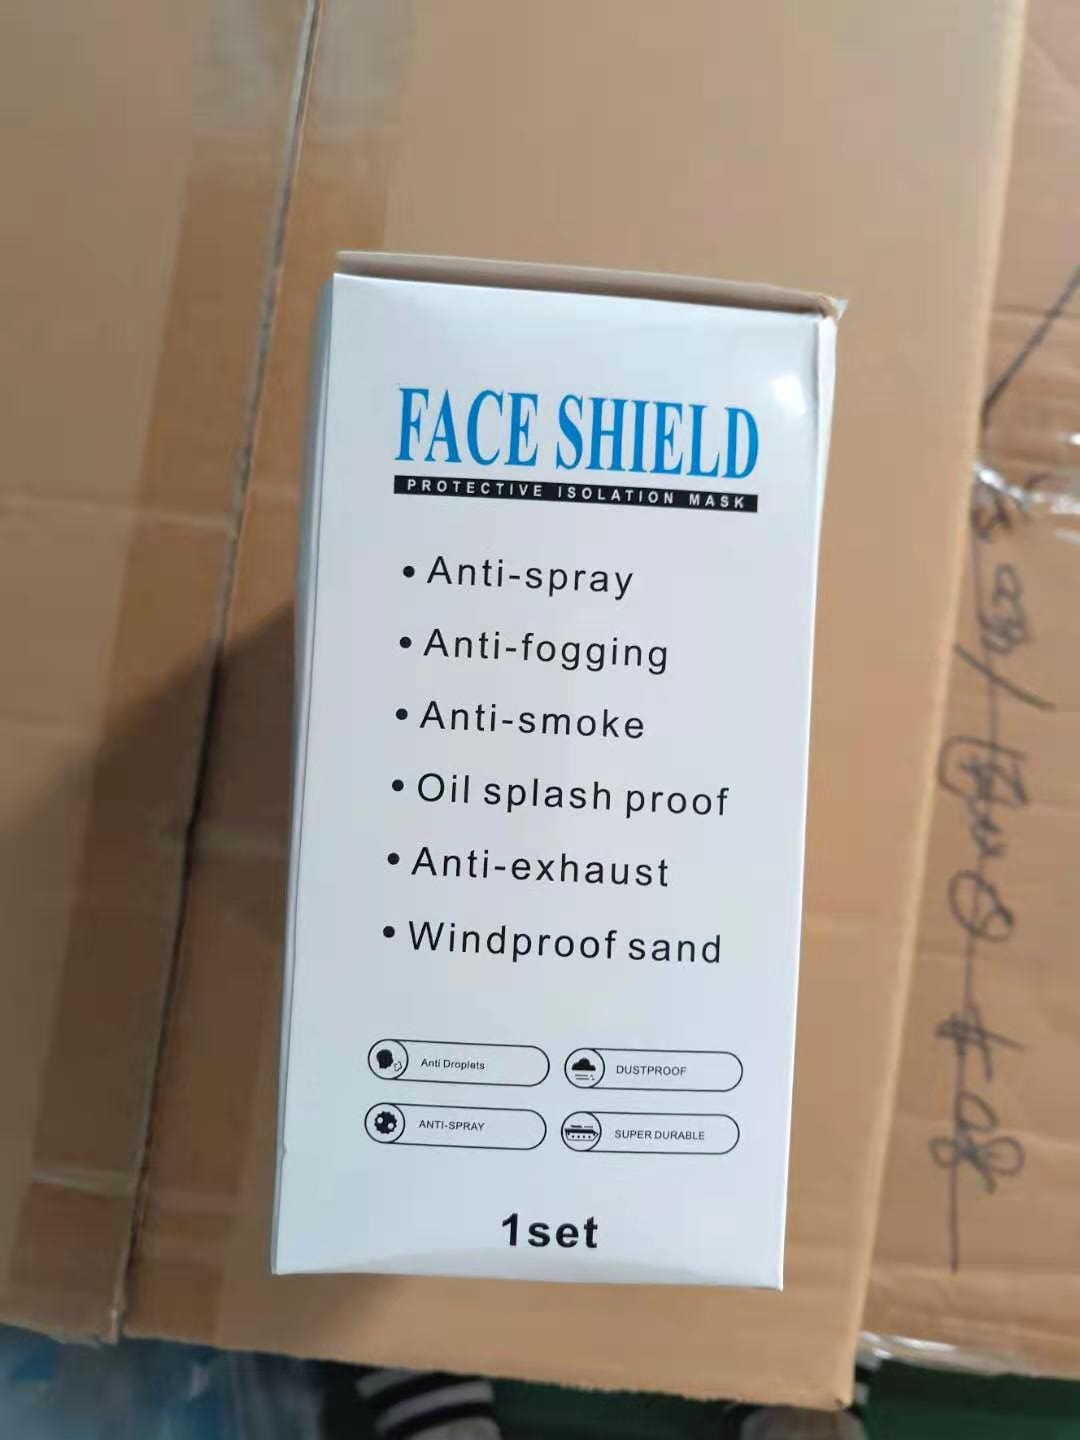 FACE SHIELD
PROTECTIVE ISOLATION MASK
• Anti-spray
• Anti-fogging
• Anti-smoke
• Oil splash proof
• Anti-exhaust
• Windproof sand
Anti Droplets
DUSTPROOF
ANTI-SPRAY
SUPER DURABLE
1set